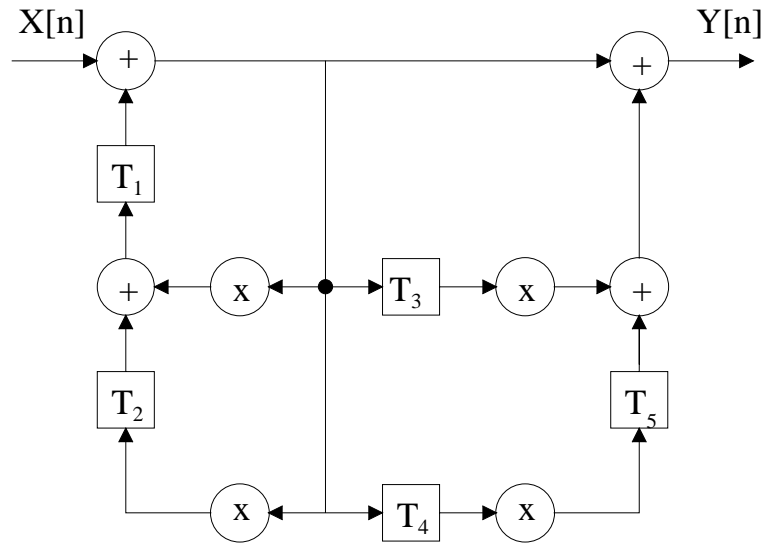 X[n] Y[n]
+ +
T₁
+ x T₃ x +
T₂ T₅
x T₄ x